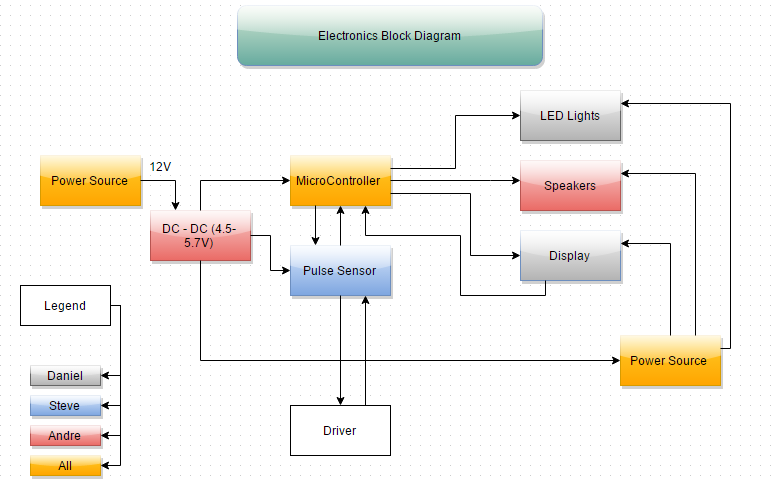 Electronics Block Diagram
LED Lights
12V
Power Source
MicroController
Speakers
DC - DC (4.5-
5.7V)
Pulse Sensor
Display
Legend
Power Source
Daniel
Steve
Driver
Andre
All